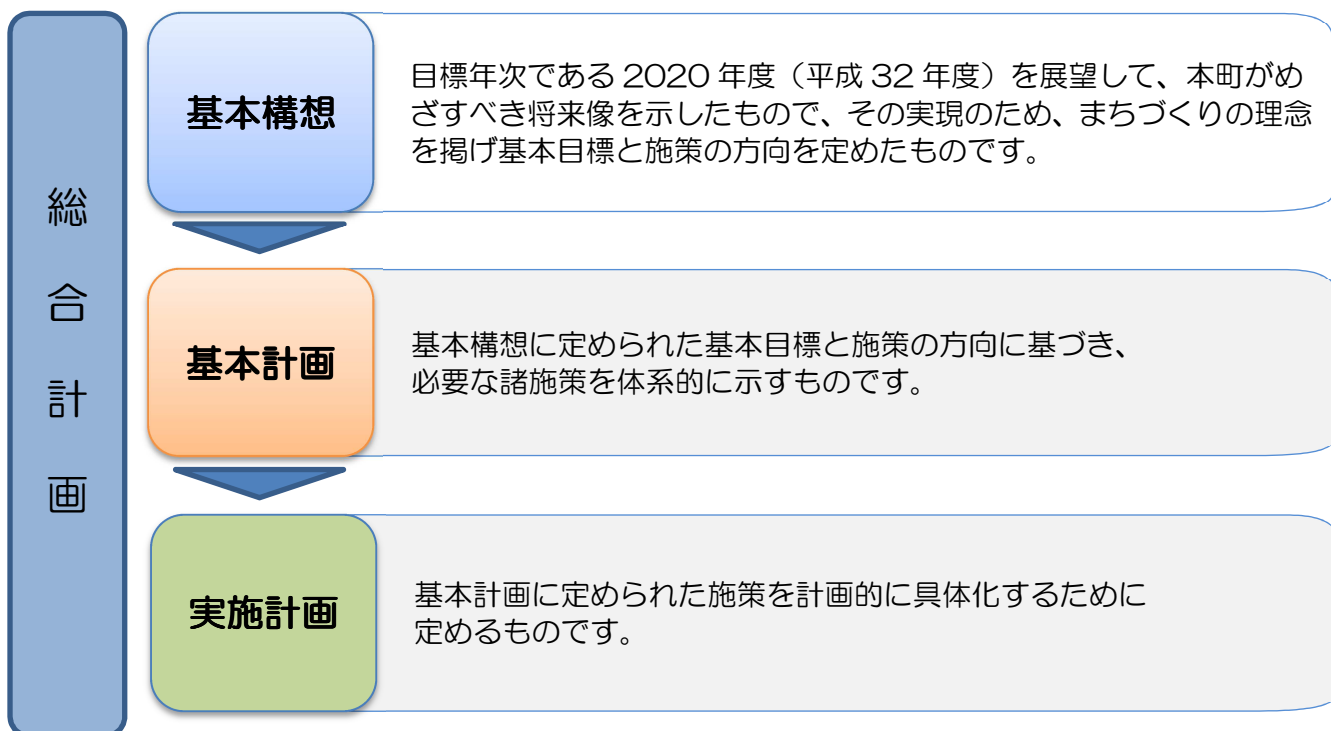 総合計画
基本構想
目標年次である 2020 年度（平成 32 年度）を展望して、本町がめ
ざすべき将来像を示したもので、その実現のため、まちづくりの理念
を掲げ基本目標と施策の方向を定めたものです。
基本計画
基本構想に定められた基本目標と施策の方向に基づき、
必要な諸施策を体系的に示すものです。
実施計画
基本計画に定められた施策を計画的に具体化するために
定めるものです。